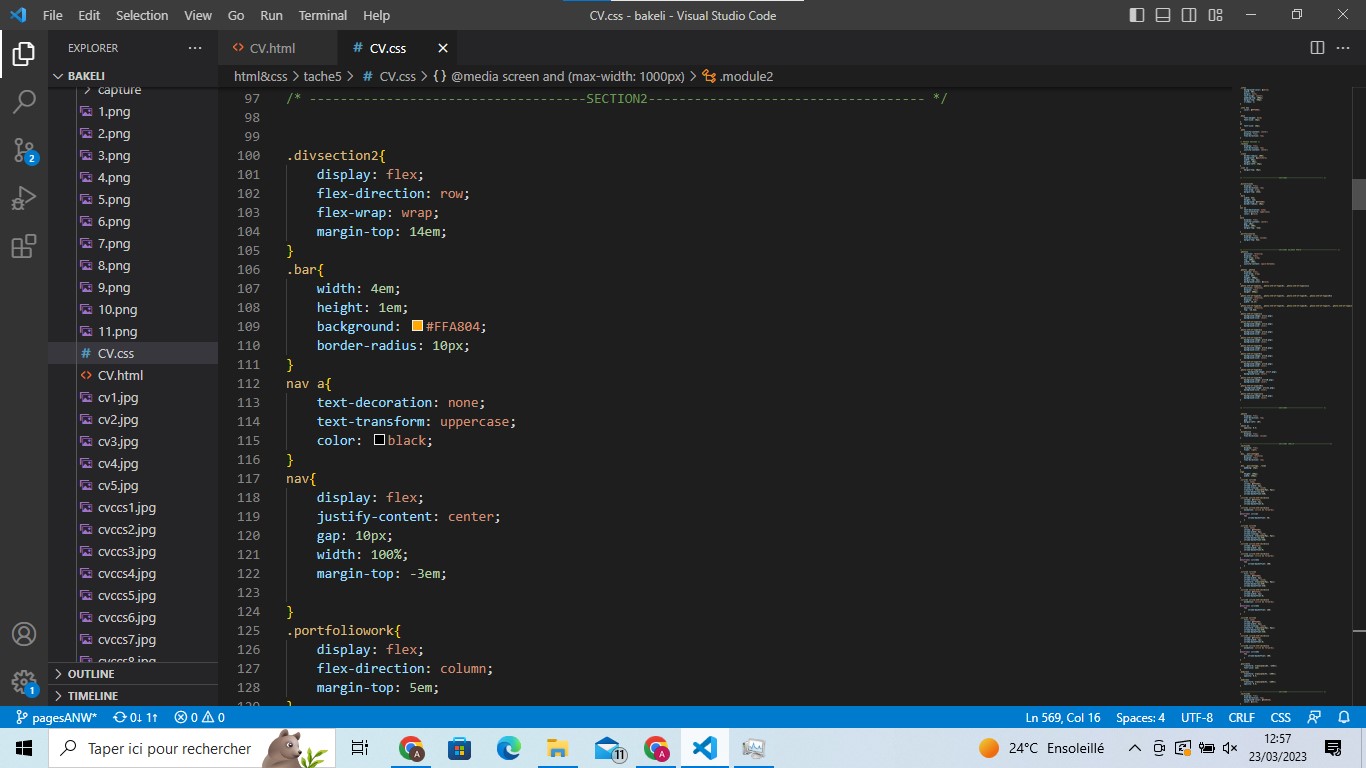 File Edit Selection View Go Run Terminal Help
CV.css - bakeli - Visual Studio Code
EXPLORER
CV.html
CV.css
BAKELI
html&css > tache5 > # CV.css > {} @media screen and (max-width: 1000px) > .module2
capture
1.png
2.png
3.png
4.png
5.png
6.png
7.png
8.png
9.png
10.png
11.png
CV.css
CV.html
cv1.jpg
cv2.jpg
cv3.jpg
cv4.jpg
cv5.jpg
cvccs1.jpg
cvccs2.jpg
cvccs3.jpg
cvccs4.jpg
cvccs5.jpg
cvccs6.jpg
cvccs7.jpg
cvccs8.jpg
OUTLINE
TIMELINE
97 /* ------------------------------------SECTION2------------------------------------ */
98
99
100 .divsection2{
101 display: flex;
102 flex-direction: row;
103 flex-wrap: wrap;
104 margin-top: 14em;
105 }
106 .bar{
107 width: 4em;
108 height: 1em;
109 background: #FFA804;
110 border-radius: 10px;
111 }
112 nav a{
113 text-decoration: none;
114 text-transform: uppercase;
115 color: black;
116 }
117 nav{
118 display: flex;
119 justify-content: center;
120 gap: 10px;
121 width: 100%;
122 margin-top: -3em;
123
124 }
125 .portfoliowork{
126 display: flex;
127 flex-direction: column;
128 margin-top: 5em;
129 }
2
1
pagesANW* 0↓ 1↑ 0 0
Ln 569, Col 16 Spaces: 4 UTF-8 CRLF CSS
Taper ici pour rechercher
A
11
A
24°C Ensoleillé
12:57
23/03/2023